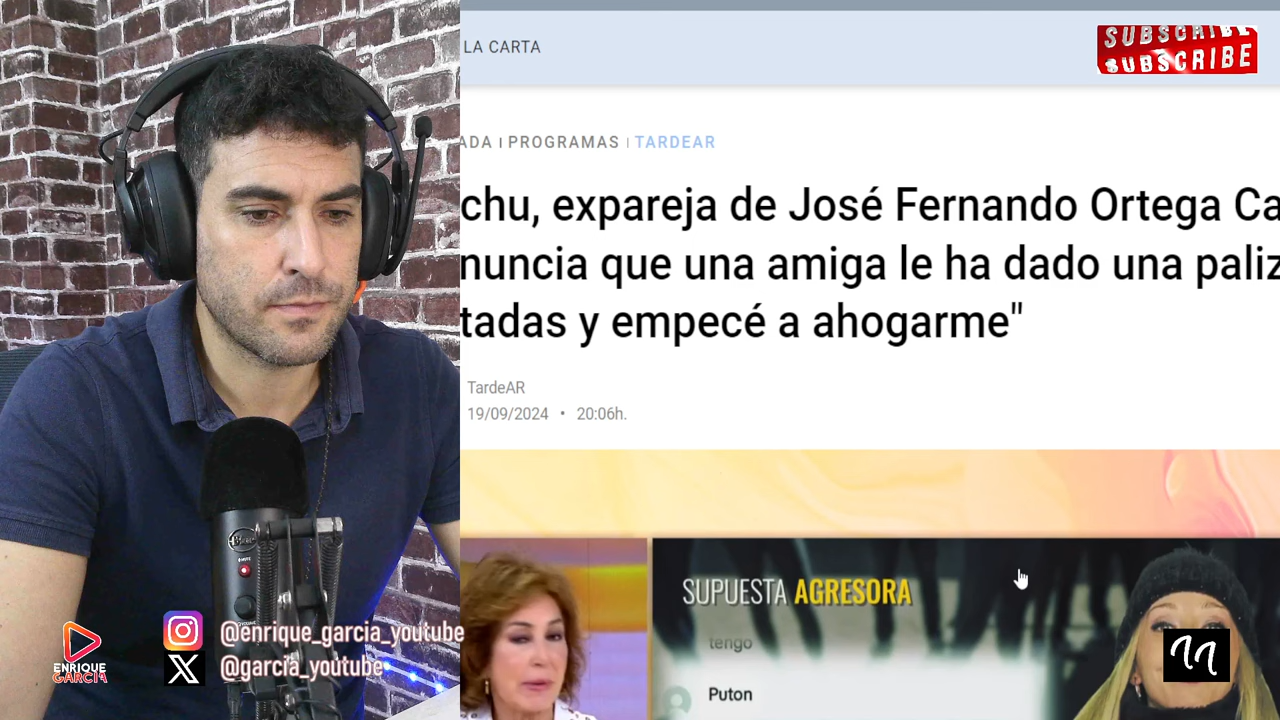 LA CARTA
SUBSCRIBE
SUBSCRIBE
ADA | PROGRAMAS | TARDEAR
chu, expareja de José Fernando Ortega Ca
nuncia que una amiga le ha dado una paliz
tadas y empecé a ahogarme"
TardeAR
19/09/2024 • 20:06h.
SUPUESTA AGRESORA
tengo
Puton
@enrique_garcia_youtube
@garcia_youtube
ENRIQUE
GARCIA